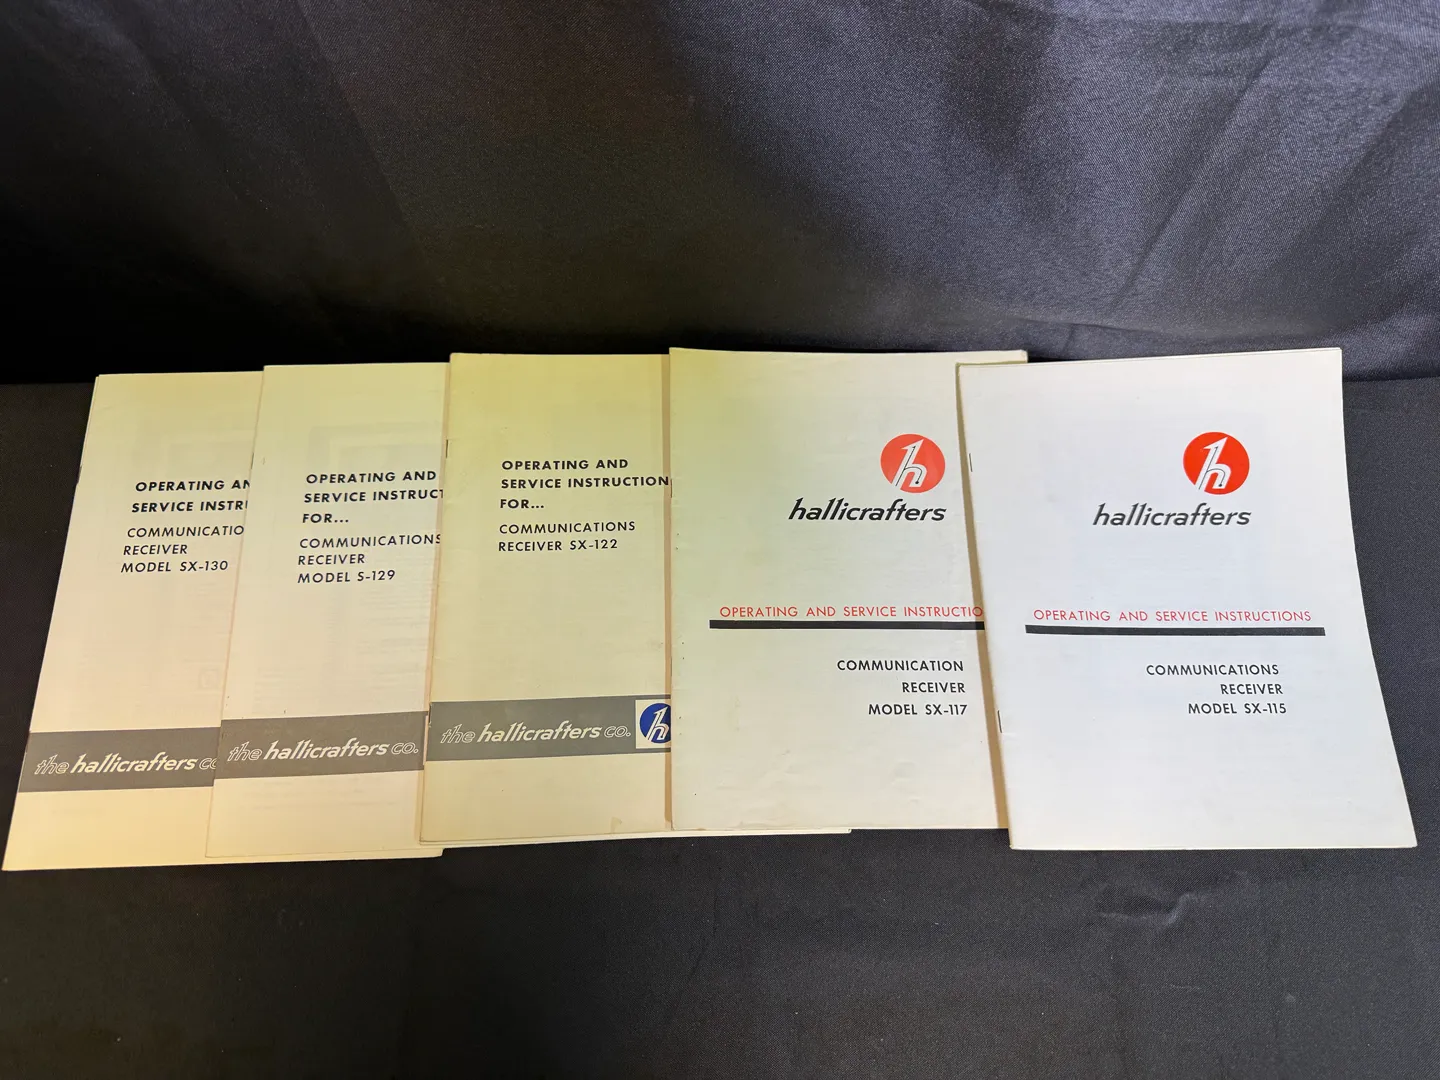 OPERATING AN
SERVICE INSTR
COMMUNICATIO
RECEIVER
MODEL SX-130
the hallicrafters co
OPERATING AND
SERVICE INSTRUCT
FOR...
COMMUNICATIONS
RECEIVER
MODEL S-129
the hallicrafters co.
OPERATING AND
SERVICE INSTRUCTION
FOR...
COMMUNICATIONS
RECEIVER SX-122
the hallicrafters co.
h
h
hallicrafters
OPERATING AND SERVICE INSTRUCTIO
COMMUNICATION
RECEIVER
MODEL SX-117
h
hallicrafters
OPERATING AND SERVICE INSTRUCTIONS
COMMUNICATIONS
RECEIVER
MODEL SX-115